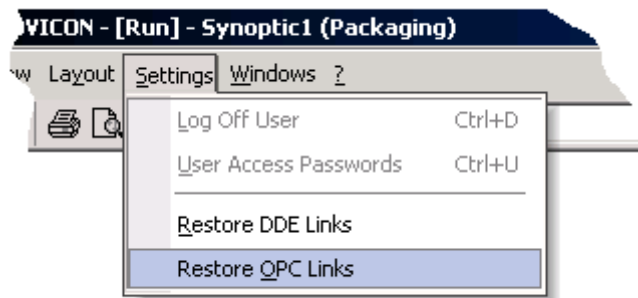 VICON - [Run] - Synoptic1 (Packaging)
w Layout Settings Windows ?
Log Off User Ctrl+D
User Access Passwords Ctrl+U
Restore DDE Links
Restore OPC Links